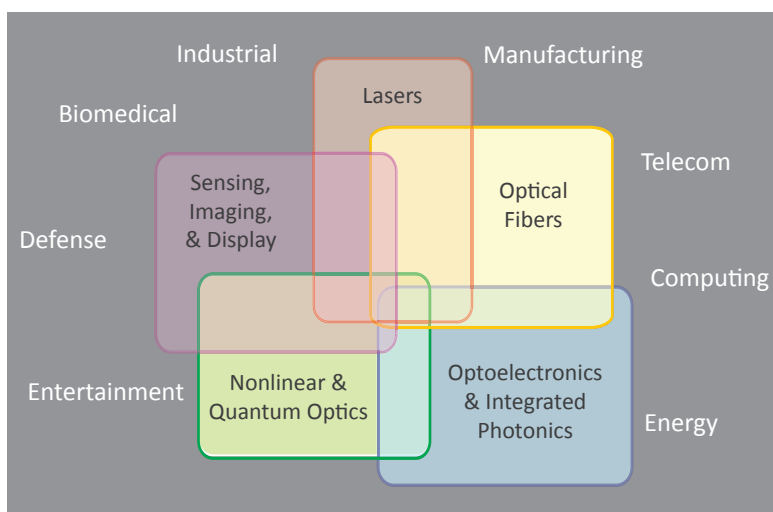 Industrial
Manufacturing
Lasers
Biomedical
Telecom
Sensing,
Imaging,
& Display
Optical
Fibers
Defense
Computing
Entertainment
Nonlinear &
Quantum Optics
Optoelectronics
& Integrated
Photonics
Energy